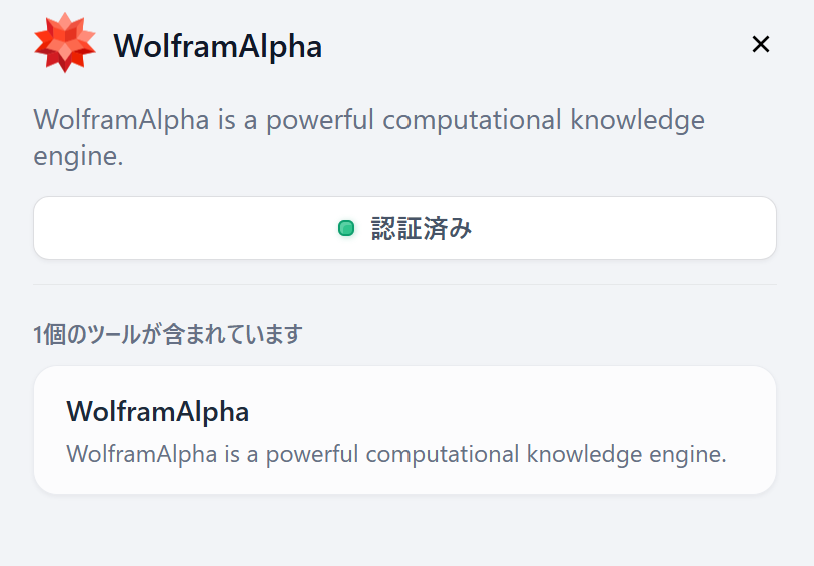 WolframAlpha
WolframAlpha is a powerful computational knowledge
engine.
認証済み
1個のツールが含まれています
WolframAlpha
WolframAlpha is a powerful computational knowledge engine.